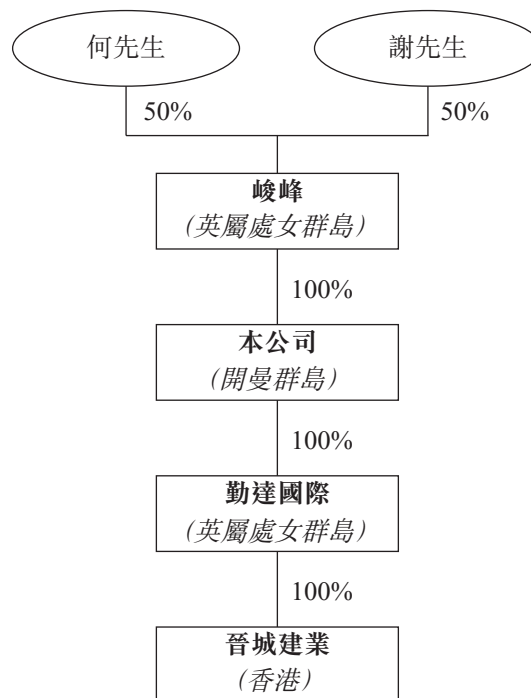 何先生
謝先生
50%
50%
峻峰
(英屬處女群島)
100%
本公司
(開曼群島)
100%
勤達國際
(英屬處女群島)
100%
晉城建業
(香港)